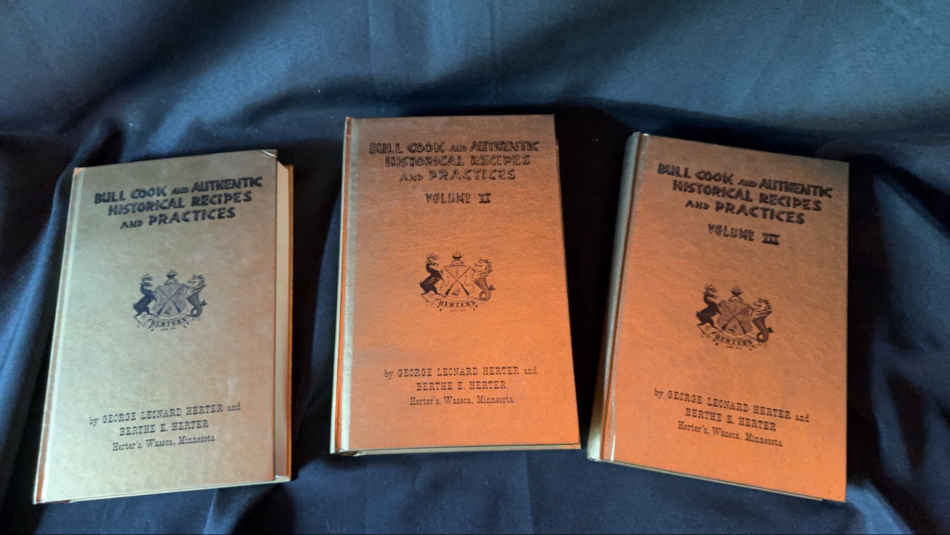 BULL COOK AND AUTHENTIC
HISTORICAL RECIPES
AND PRACTICES
HERTERS
by GEORGE LEONARD HERTER and
BERTHE E. HERTER
Herter's, Waseca, Minnesota
BULL COOK AND AUTHENTIC
HISTORICAL RECIPES
AND PRACTICES
VOLUME II
HERTERS
by GEORGE LEONARD HERTER and
BERTHE E. HERTER
Herter's, Waseca, Minnesota
BULL COOK AND AUTHENTIC
HISTORICAL RECIPES
AND PRACTICES
VOLUME III
HERTERS
by GEORGE LEONARD HERTER and
BERTHE E. HERTER
Herter's, Waseca, Minnesota